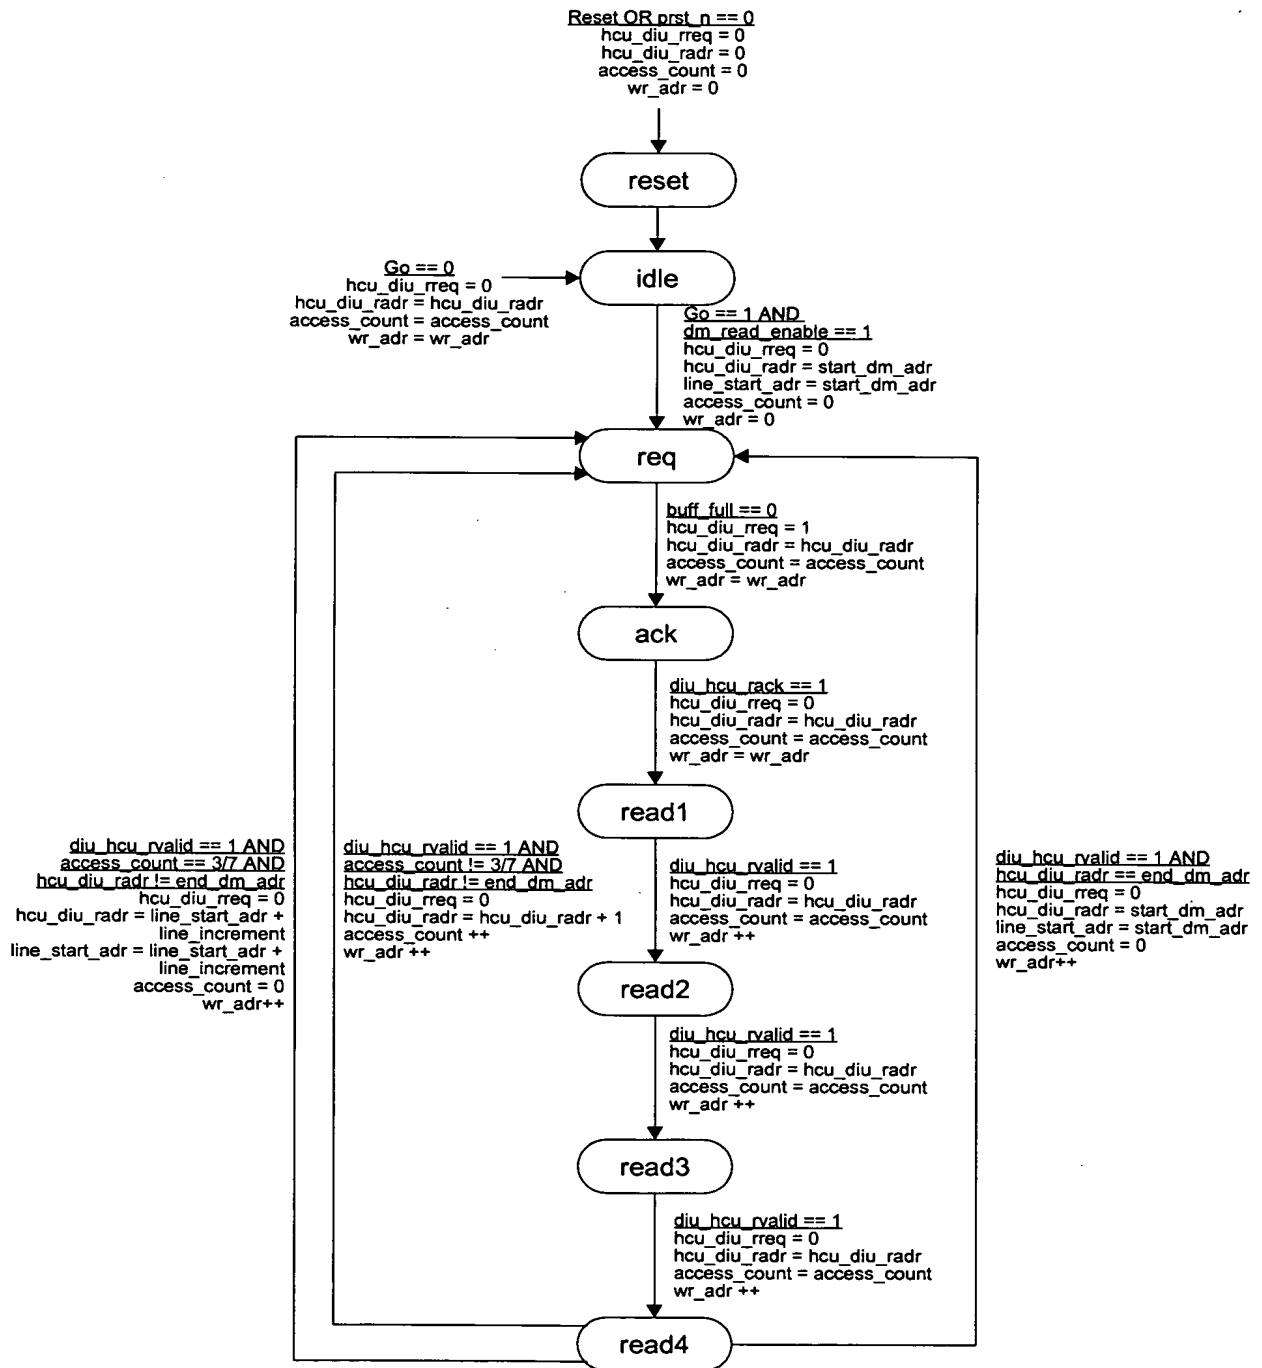 Reset OR prst_n == 0
hcu_diu_rreq = 0
hcu_diu_radr = 0
access_count = 0
wr_adr = 0
reset
idle
Go == 0
hcu_diu_rreq = 0
hcu_diu_radr = hcu_diu_radr
access_count = access_count
wr_adr = wr_adr
Go == 1 AND
dm_read_enable == 1
hcu_diu_rreq = 0
hcu_diu_radr = start_dm_adr
line_start_adr = start_dm_adr
access_count = 0
wr_adr = 0
req
buff_full == 0
hcu_diu_rreq = 1
hcu_diu_radr = hcu_diu_radr
access_count = access_count
wr_adr = wr_adr
ack
diu_hcu_rack == 1
hcu_diu_rreq = 0
hcu_diu_radr = hcu_diu_radr
access_count = access_count
wr_adr = wr_adr
read1
diu_hcu_rvalid == 1 AND
access_count == 3/7 AND
hcu_diu_radr != end_dm_adr
hcu_diu_rreq = 0
hcu_diu_radr = line_start_adr +
line_increment
line_start_adr = line_start_adr +
line_increment
access_count = 0
wr_adr++
diu_hcu_rvalid == 1 AND
access_count != 3/7 AND
hcu_diu_radr != end_dm_adr
hcu_diu_rreq = 0
hcu_diu_radr = hcu_diu_radr + 1
access_count ++
wr_adr ++
diu_hcu_rvalid == 1
hcu_diu_rreq = 0
hcu_diu_radr = hcu_diu_radr
access_count = access_count
wr_adr ++
diu_hcu_rvalid == 1 AND
hcu_diu_radr == end_dm_adr
hcu_diu_rreq = 0
hcu_diu_radr = start_dm_adr
line_start_adr = start_dm_adr
access_count = 0
wr_adr++
read2
diu_hcu_rvalid == 1
hcu_diu_rreq = 0
hcu_diu_radr = hcu_diu_radr
access_count = access_count
wr_adr ++
read3
diu_hcu_rvalid == 1
hcu_diu_rreq = 0
hcu_diu_radr = hcu_diu_radr
access_count = access_count
wr_adr ++
read4